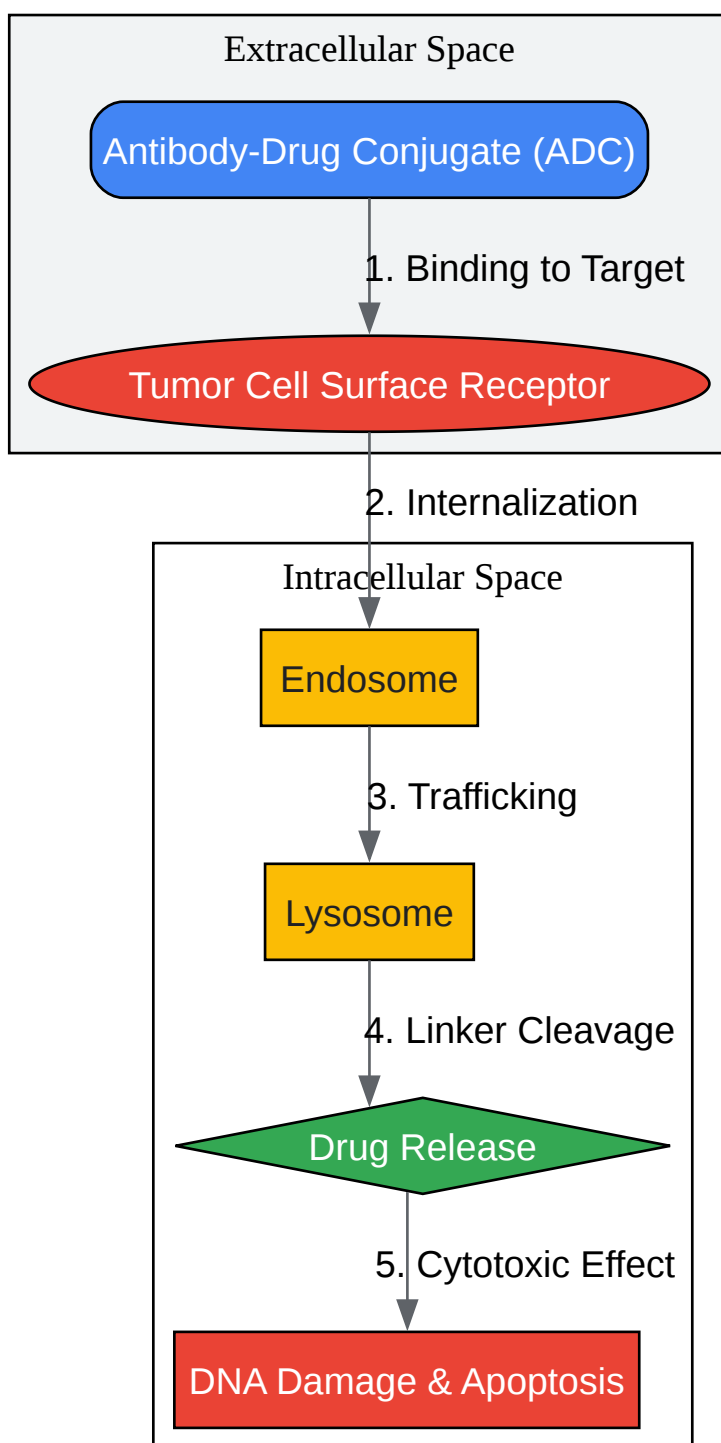 Extracellular Space
Antibody-Drug Conjugate (ADC)
1. Binding to Target
Tumor Cell Surface Receptor
2. Internalization
Intracellular Space
Endosome
3. Trafficking
Lysosome
4. Linker Cleavage
Drug Release
5. Cytotoxic Effect
DNA Damage & Apoptosis